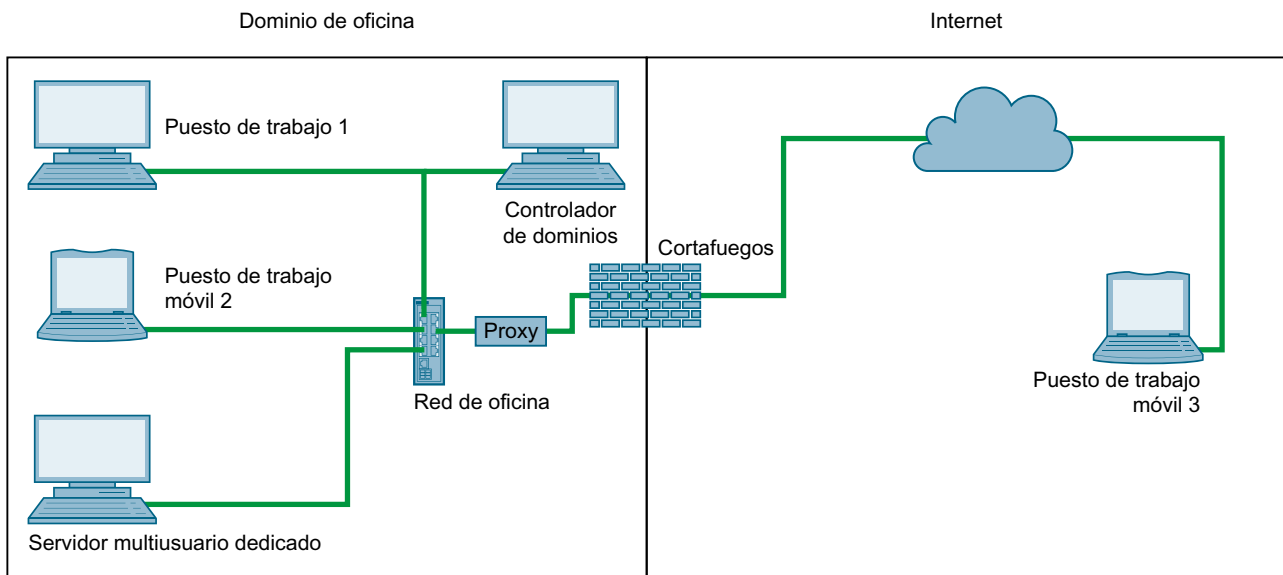 Dominio de oficina
Internet
Puesto de trabajo 1
Controlador
de dominios
Cortafuegos
Puesto de trabajo
móvil 2
Proxy
Red de oficina
Puesto de trabajo
móvil 3
Servidor multiusuario dedicado